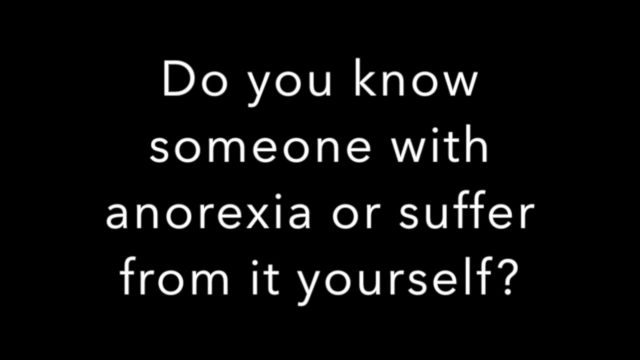 Do you know
someone with
anorexia or suffer
from it yourself?